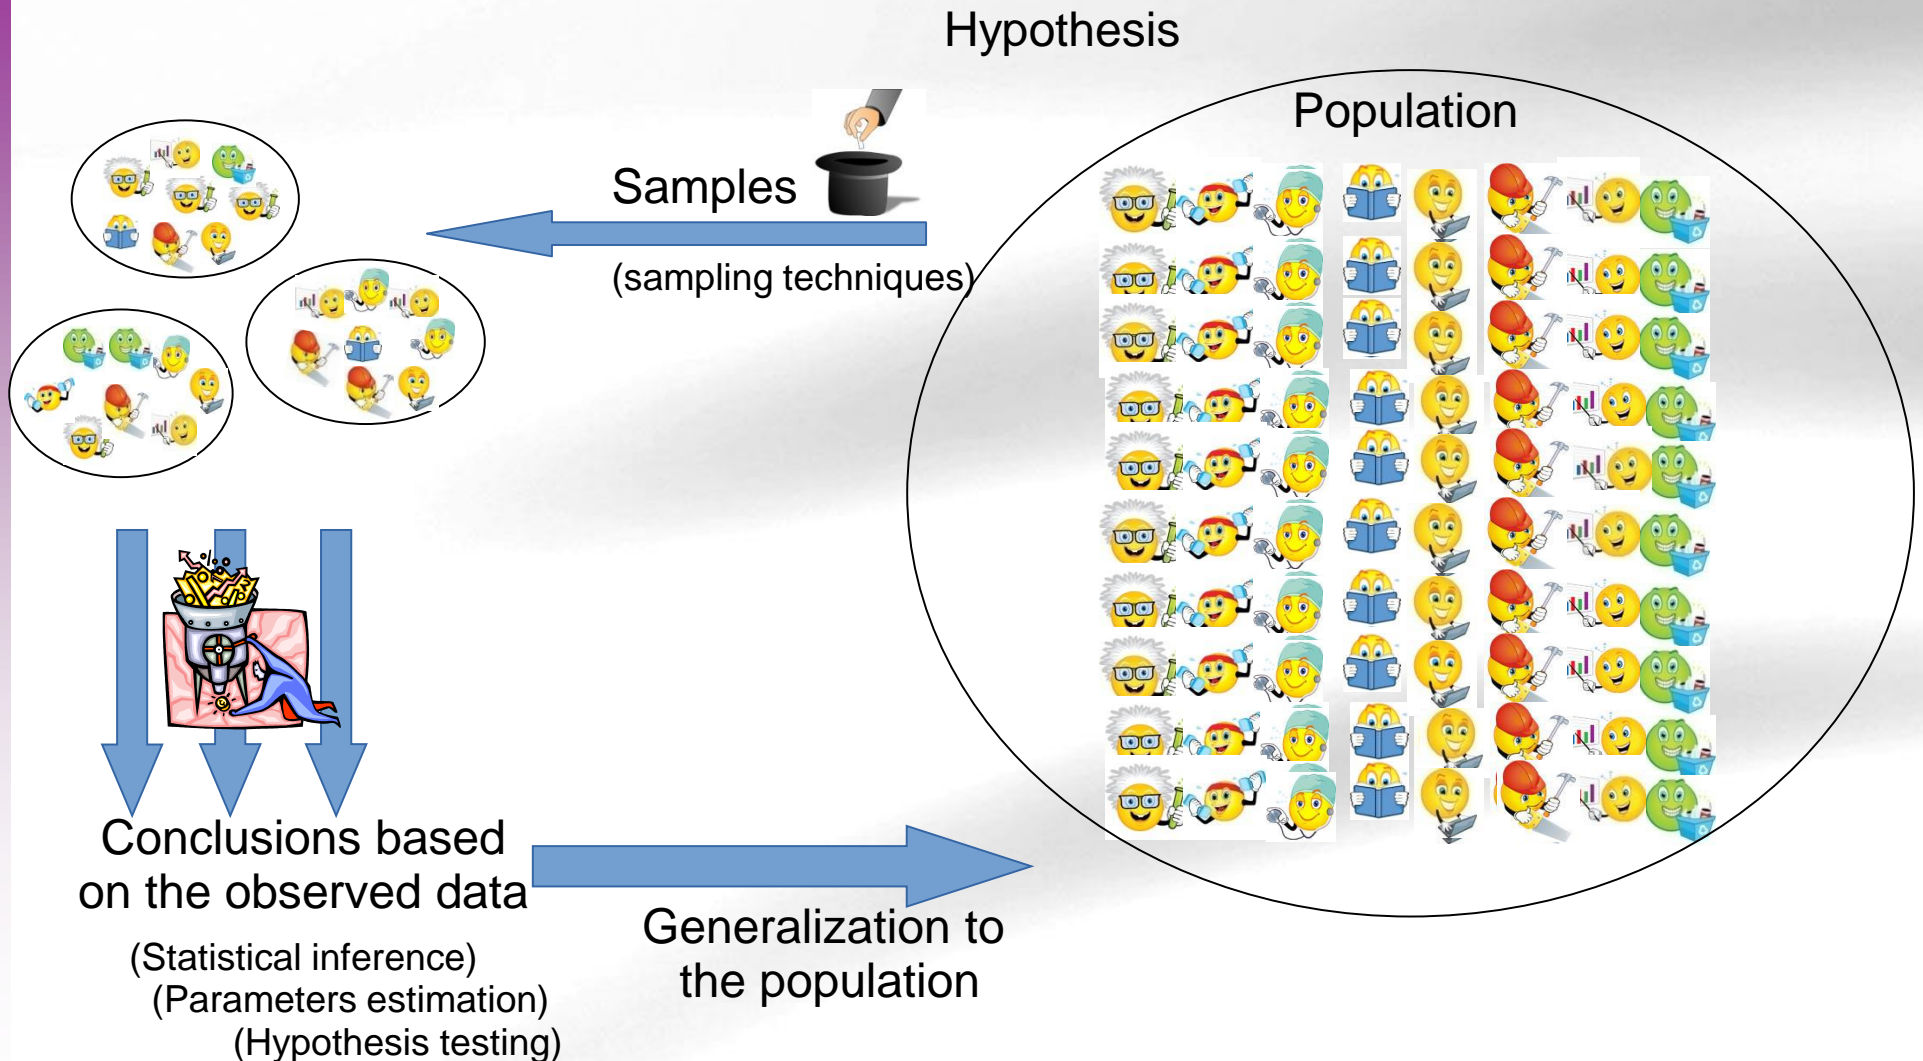 Hypothesis
Population
Samples
(sampling techniques)
Conclusions based
on the observed data
(Statistical inference)
(Parameters estimation)
(Hypothesis testing)
Generalization to
the population